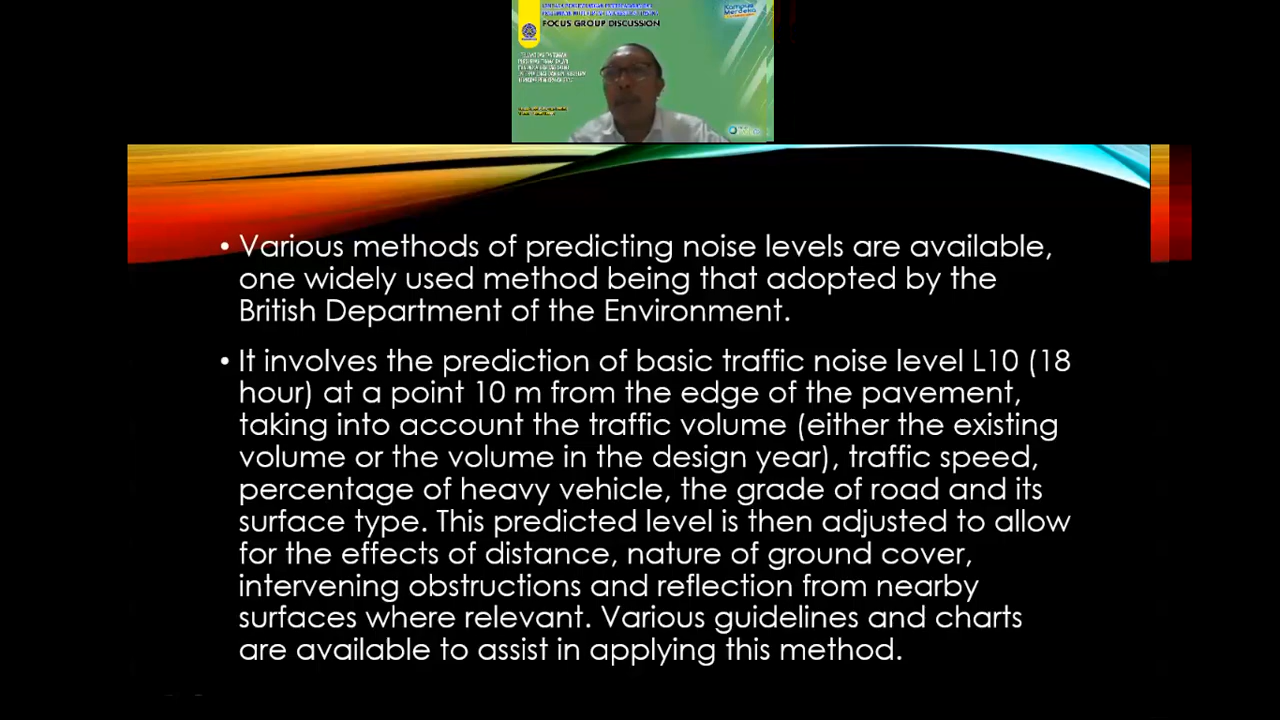 FOCUS GROUP DISCUSSION
Kampus
Merdeka
• Various methods of predicting noise levels are available,
one widely used method being that adopted by the
British Department of the Environment.
• It involves the prediction of basic traffic noise level L10 (18
hour) at a point 10 m from the edge of the pavement,
taking into account the traffic volume (either the existing
volume or the volume in the design year), traffic speed,
percentage of heavy vehicle, the grade of road and its
surface type. This predicted level is then adjusted to allow
for the effects of distance, nature of ground cover,
intervening obstructions and reflection from nearby
surfaces where relevant. Various guidelines and charts
are available to assist in applying this method.